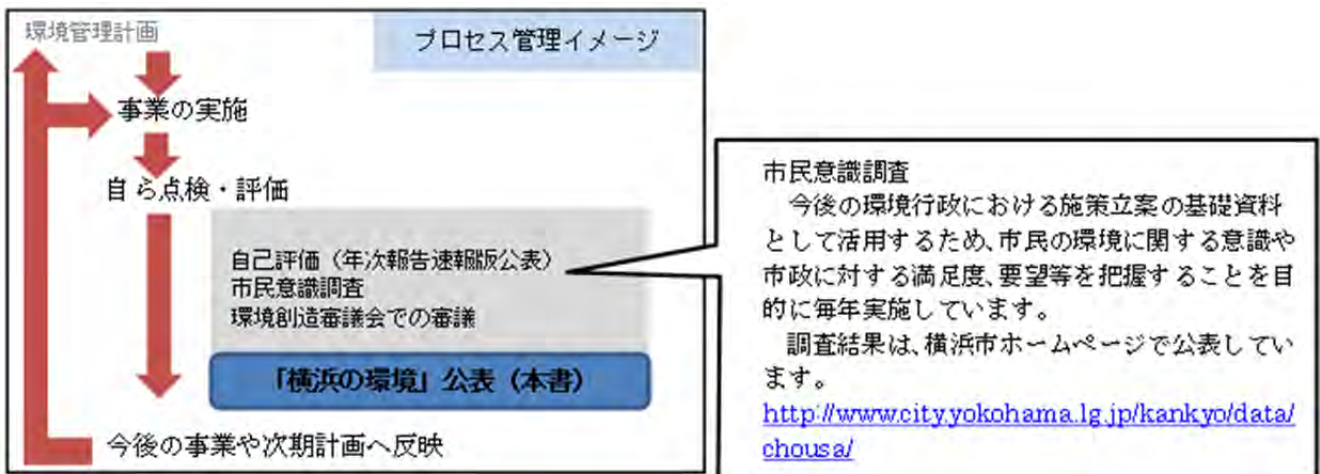 環境管理計画
プロセス管理イメージ
事業の実施
自ら点検・評価
自己評価（年次報告速報版公表）
市民意識調査
環境創造審議会での審議
「横浜の環境」公表（本書）
今後の事業や次期計画へ反映
市民意識調査
今後の環境行政における施策立案の基礎資料
として活用するため、市民の環境に関する意識や
市政に対する満足度、要望等を把握することを目
的に毎年実施しています。
調査結果は、横浜市ホームページで公表してい
ます。
http://www.city.yokohama.lg.jp/kankyo/data/
chousa/